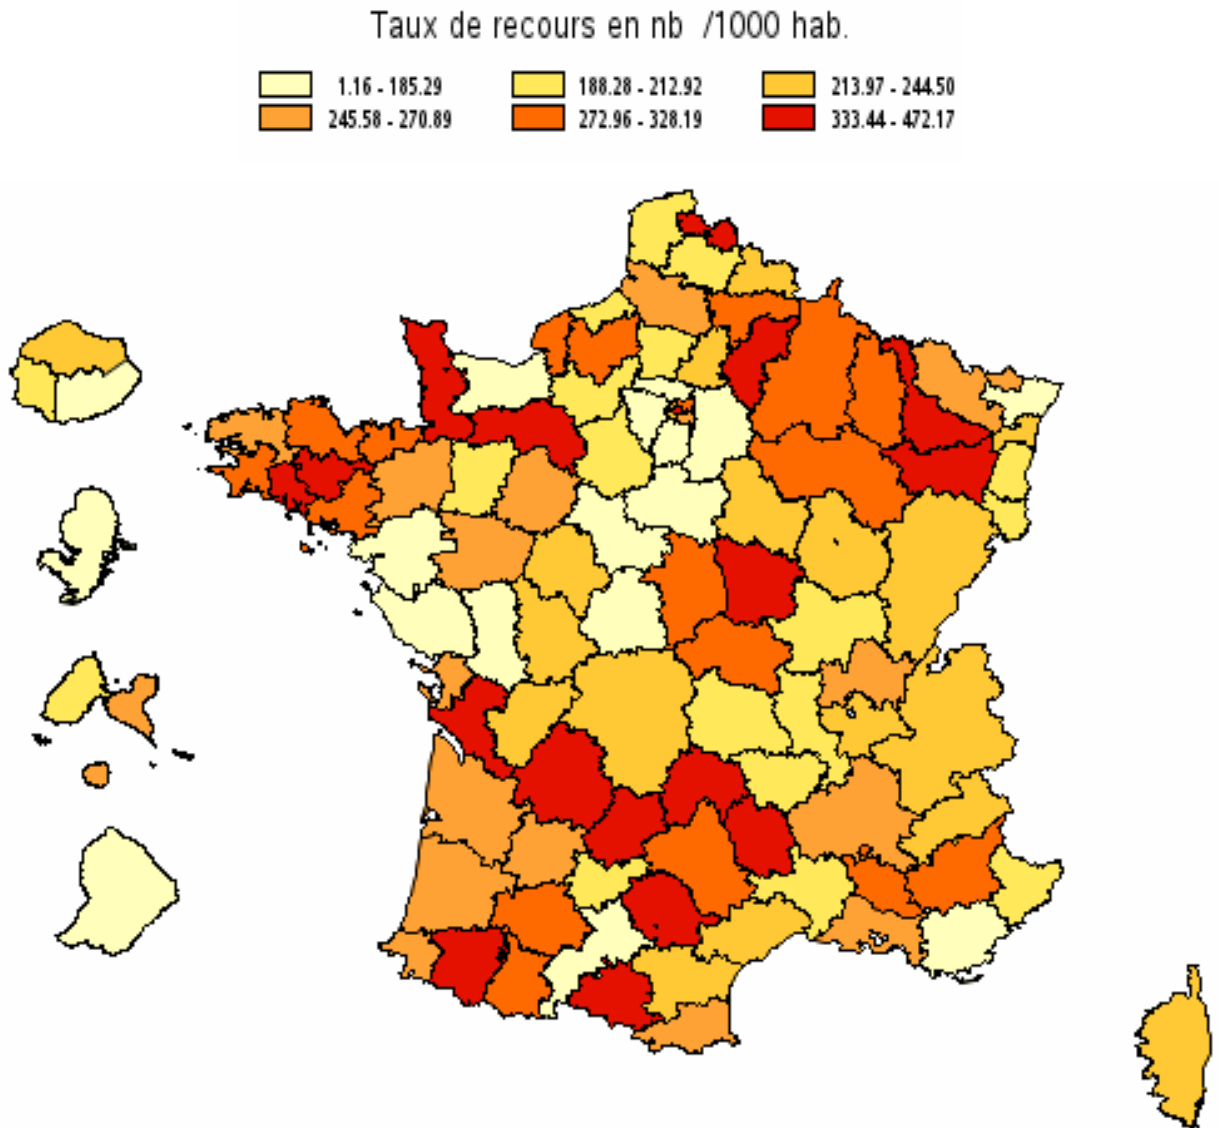 Taux de recours en nb /1000 hab.
1.16 - 185.29 188.28 - 212.92 213.97 - 244.50
245.58 - 270.89 272.96 - 328.19 333.44 - 472.17